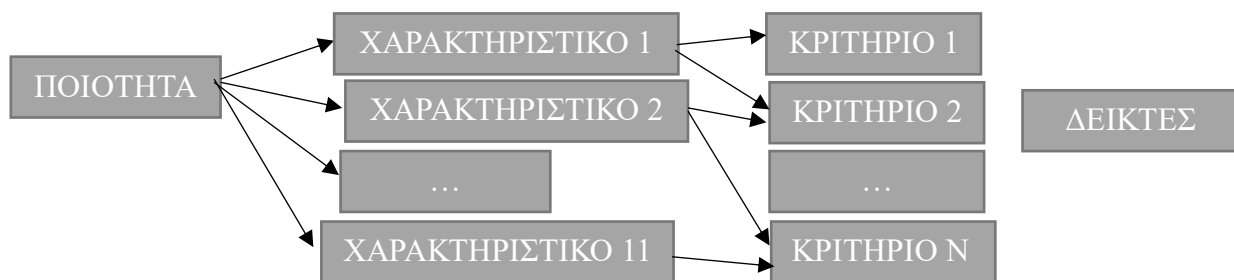 ΠΟΙΟΤΗΤΑ
ΧΑΡΑΚΤΗΡΙΣΤΙΚΟ 1
ΧΑΡΑΚΤΗΡΙΣΤΙΚΟ 2
…
ΧΑΡΑΚΤΗΡΙΣΤΙΚΟ 11
ΚΡΙΤΗΡΙΟ 1
ΚΡΙΤΗΡΙΟ 2
…
ΚΡΙΤΗΡΙΟ Ν
ΔΕΙΚΤΕΣ